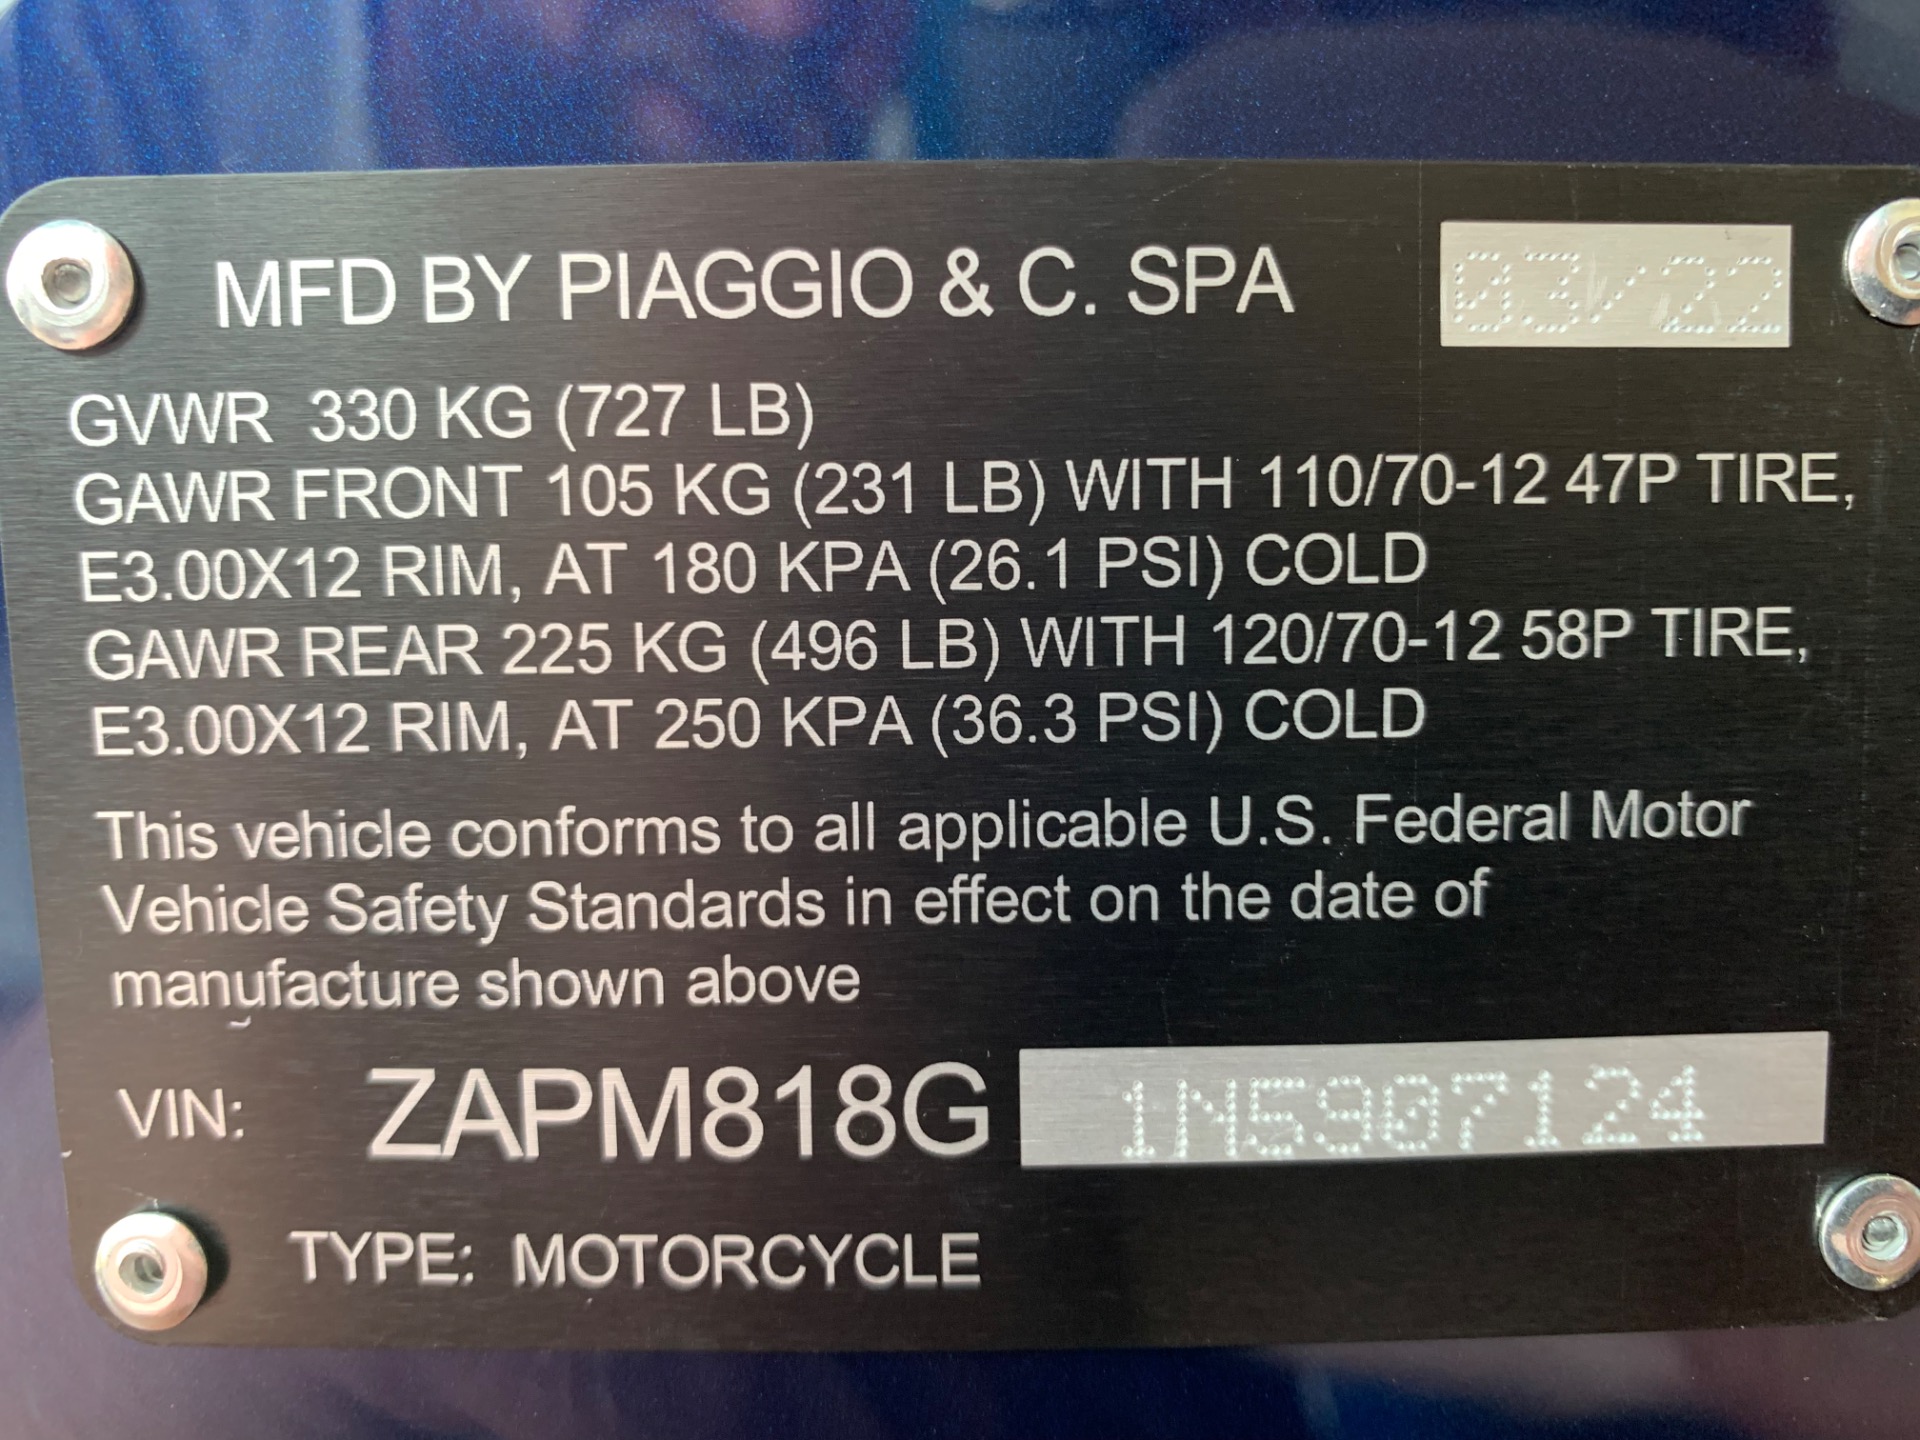 MFD BY PIAGGIO & C. SPA 03/22
GVWR 330 KG (727 LB)
GAWR FRONT 105 KG (231 LB) WITH 110/70-12 47P TIRE,
E3.00X12 RIM, AT 180 KPA (26.1 PSI) COLD
GAWR REAR 225 KG (496 LB) WITH 120/70-12 58P TIRE,
E3.00X12 RIM, AT 250 KPA (36.3 PSI) COLD
This vehicle conforms to all applicable U.S. Federal Motor
Vehicle Safety Standards in effect on the date of
manufacture shown above
VIN: ZAPM818G 1N5907124
TYPE: MOTORCYCLE